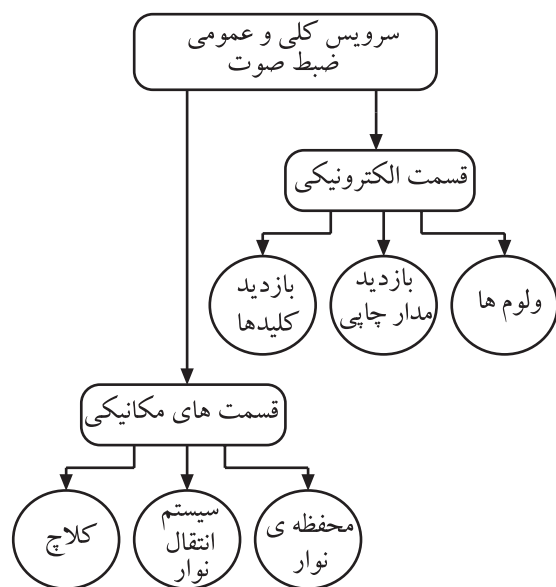 سرویس کلی و عمومی
ضبط صوت
قسمت الکترونیکی
ولوم ها
بازدید
مدار چاپی
بازدید
کلیدها
قسمت های مکانیکی
محفظه ی
نوار
سیستم
انتقال
نوار
کلاچ